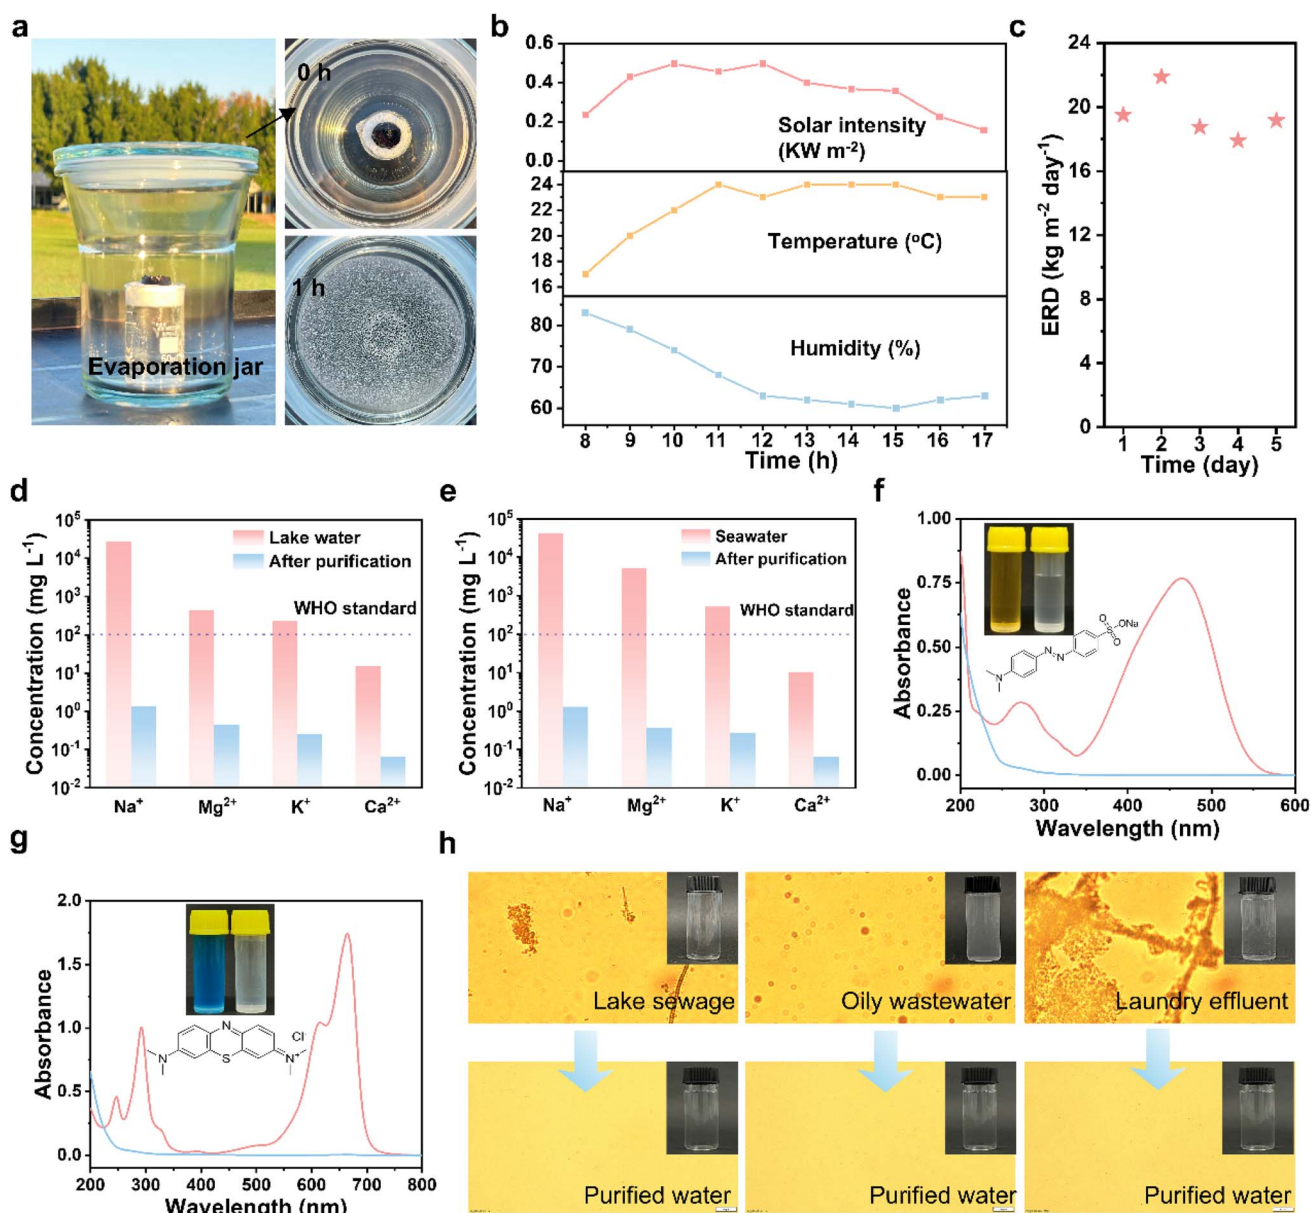 a
0 h
1 h
Evaporation jar
b
0.6
0.4
0.2
0.0
Solar intensity
(KW m⁻²)
24
22
20
18
16
Temperature (°C)
80
70
60
Humidity (%)
8 9 10 11 12 13 14 15 16 17
Time (h)
c
24
20
16
12
8
4
0
ERD (kg m⁻² day⁻¹)
1 2 3 4 5
Time (day)
d
10⁵
10⁴
10³
10²
10¹
10⁰
10⁻¹
10⁻²
Concentration (mg L⁻¹)
Lake water
After purification
WHO standard
Na⁺ Mg²⁺ K⁺ Ca²⁺
e
10⁵
10⁴
10³
10²
10¹
10⁰
10⁻¹
10⁻²
Concentration (mg L⁻¹)
Seawater
After purification
WHO standard
Na⁺ Mg²⁺ K⁺ Ca²⁺
f
1.00
0.75
0.50
0.25
0.00
Absorbance
O
S ONa
O
N N
N
200 300 400 500 600
Wavelength (nm)
g
2.0
1.5
1.0
0.5
0.0
Absorbance
N
Cl⁻
N S N⁺
200 300 400 500 600 700 800
Wavelength (nm)
h
Lake sewage
Oily wastewater
Laundry effluent
Purified water
Purified water
Purified water